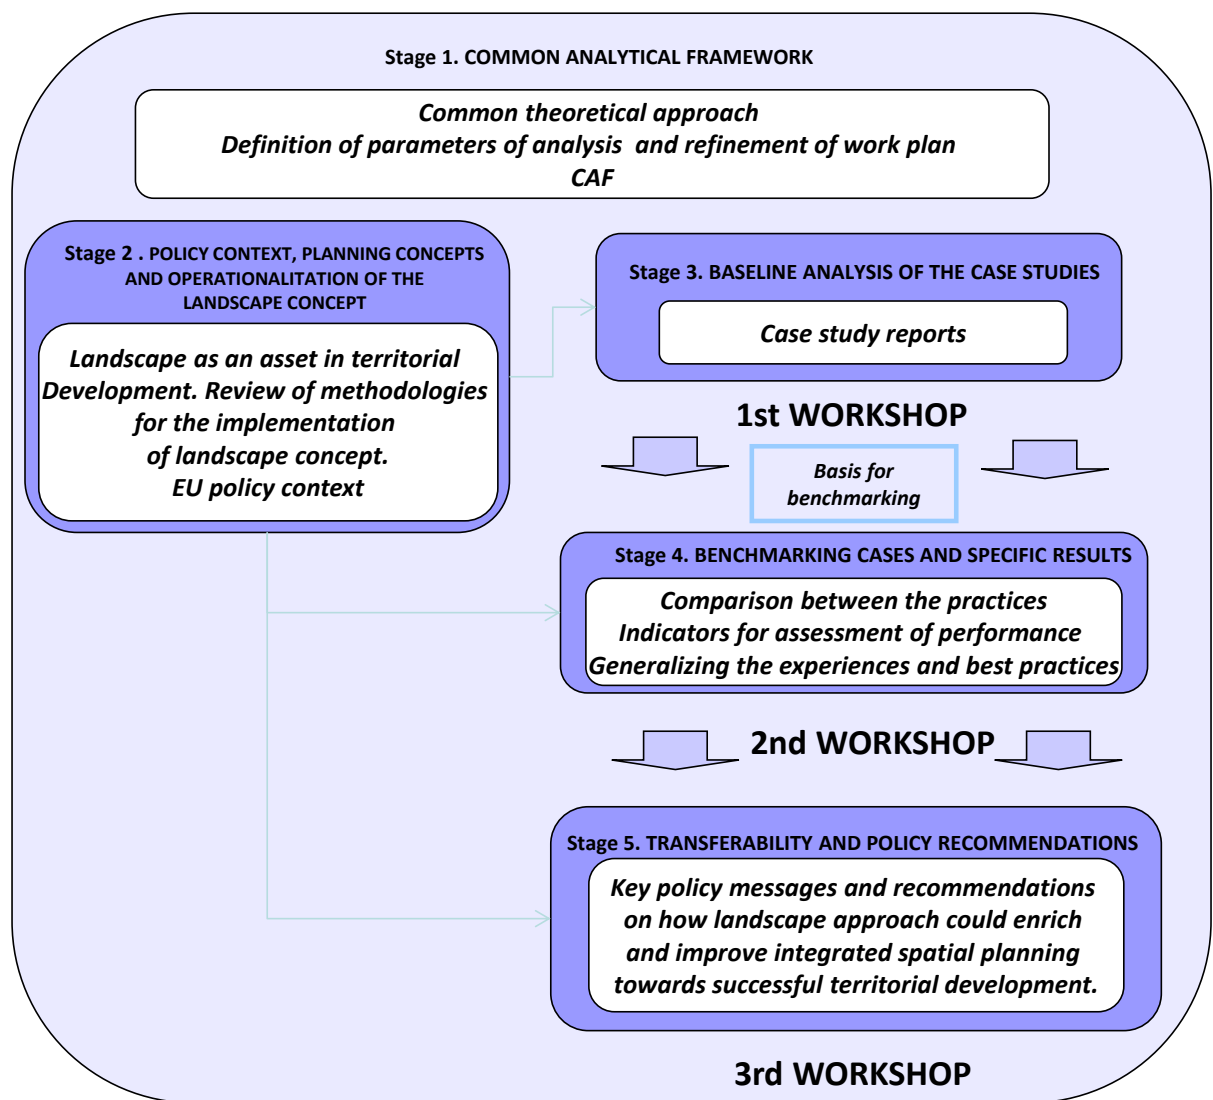 Stage 1. COMMON ANALYTICAL FRAMEWORK
Common theoretical approach
Definition of parameters of analysis and refinement of work plan
CAF
Stage 2 . POLICY CONTEXT, PLANNING CONCEPTS
AND OPERATIONALITATION OF THE
LANDSCAPE CONCEPT
Landscape as an asset in territorial
Development. Review of methodologies
for the implementation
of landscape concept.
EU policy context
Stage 3. BASELINE ANALYSIS OF THE CASE STUDIES
Case study reports
1st WORKSHOP
Basis for
benchmarking
Stage 4. BENCHMARKING CASES AND SPECIFIC RESULTS
Comparison between the practices
Indicators for assessment of performance
Generalizing the experiences and best practices
2nd WORKSHOP
Stage 5. TRANSFERABILITY AND POLICY RECOMMENDATIONS
Key policy messages and recommendations
on how landscape approach could enrich
and improve integrated spatial planning
towards successful territorial development.
3rd WORKSHOP